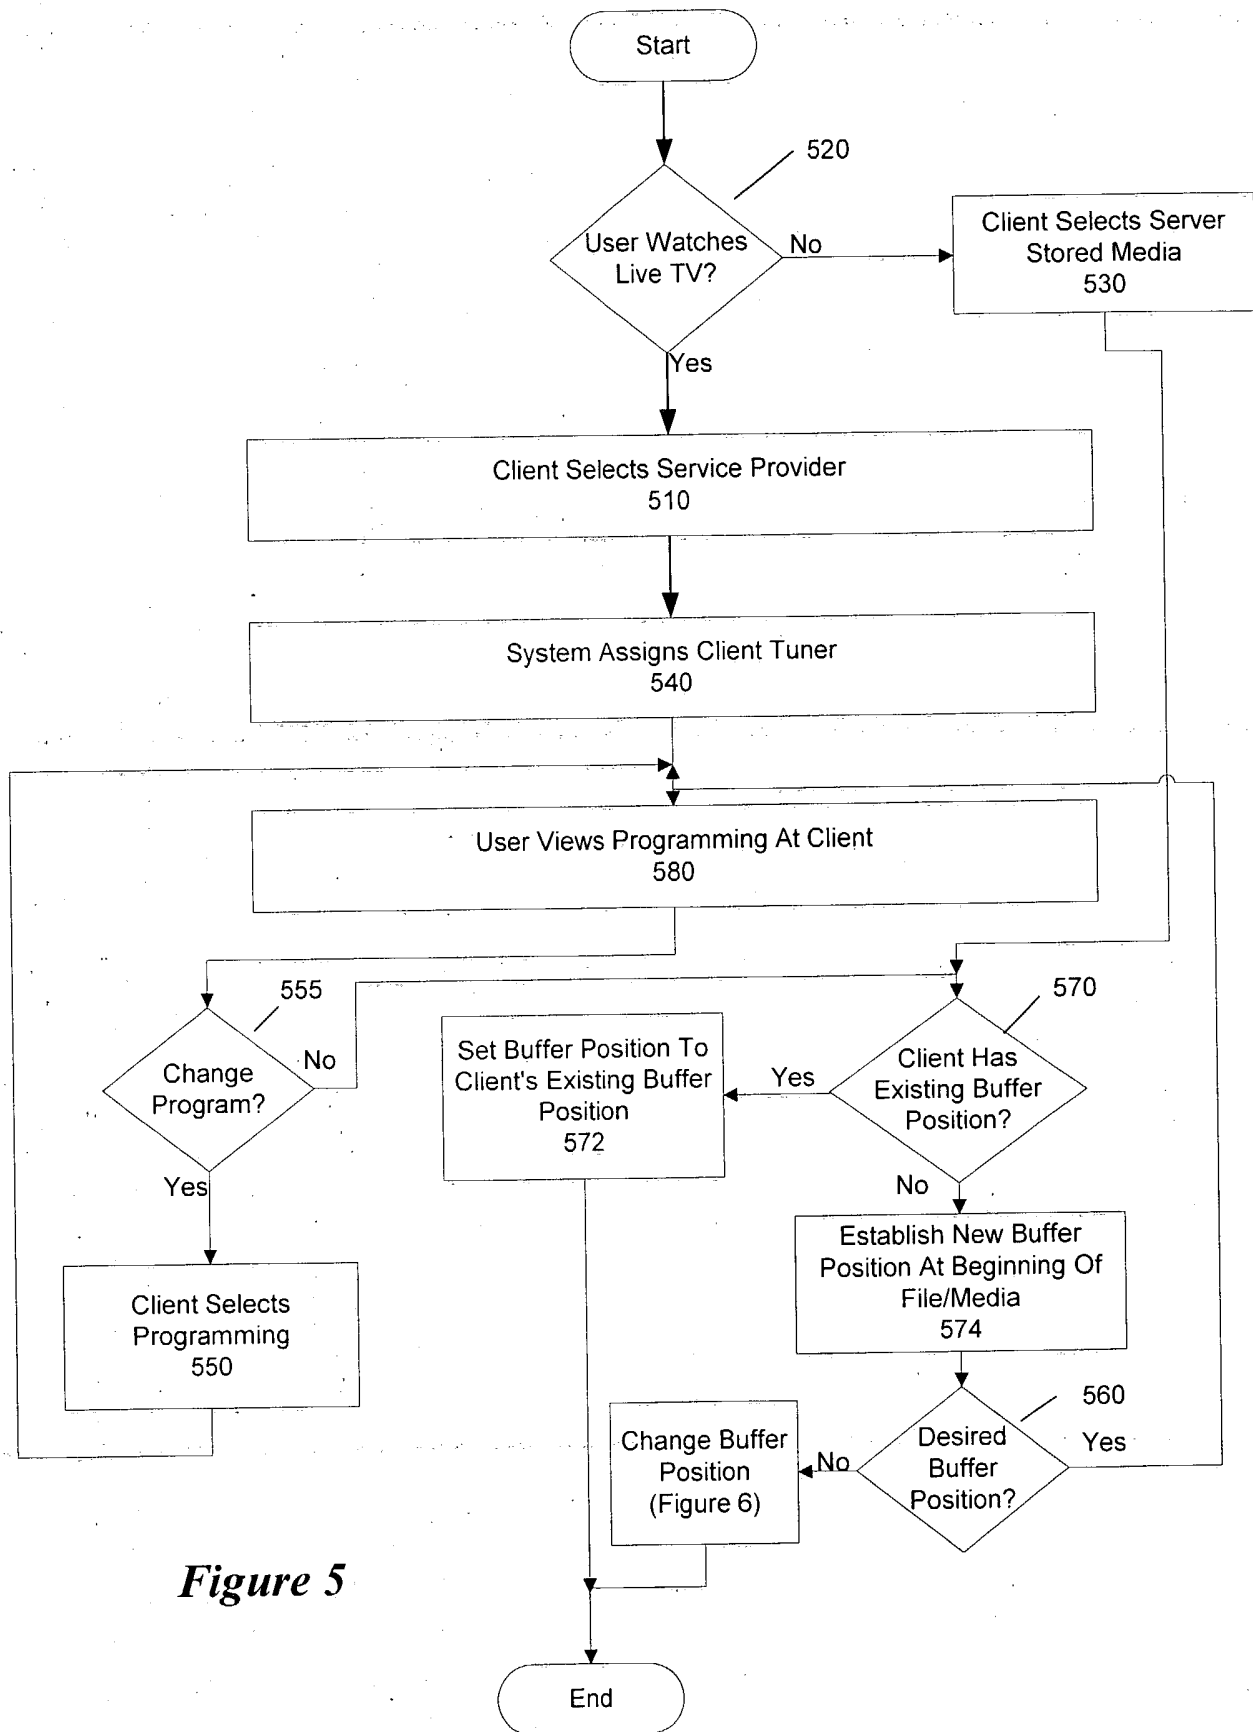 Start
520
User Watches
Live TV?
No
Client Selects Server
Stored Media
530
Yes
Client Selects Service Provider
510
System Assigns Client Tuner
540
User Views Programming At Client
580
555
570
Change
Program?
No
Set Buffer Position To
Client's Existing Buffer
Position
572
Yes
Client Has
Existing Buffer
Position?
Yes
No
Client Selects
Programming
550
Establish New Buffer
Position At Beginning Of
File/Media
574
560
Change Buffer
Position
(Figure 6)
No
Desired
Buffer
Position?
Yes
Figure 5
End